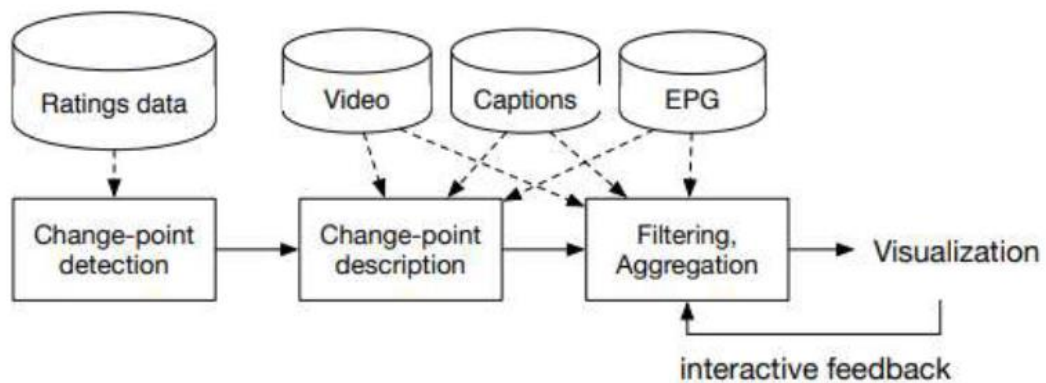 Ratings data
Video
Captions
EPG
Change-point
detection
Change-point
description
Filtering,
Aggregation
Visualization
interactive feedback